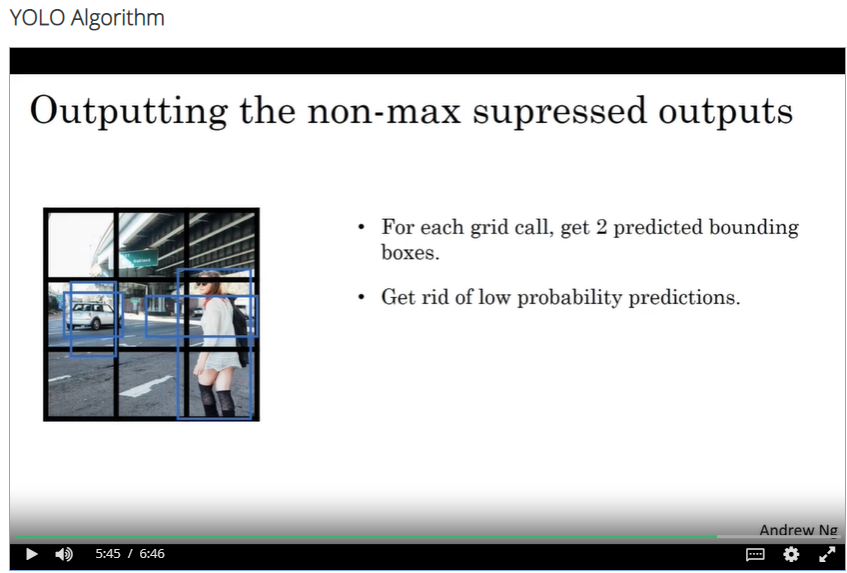 YOLO Algorithm
Outputting the non-max supressed outputs
• For each grid call, get 2 predicted bounding
boxes.
• Get rid of low probability predictions.
Andrew Ng
5:45 / 6:46